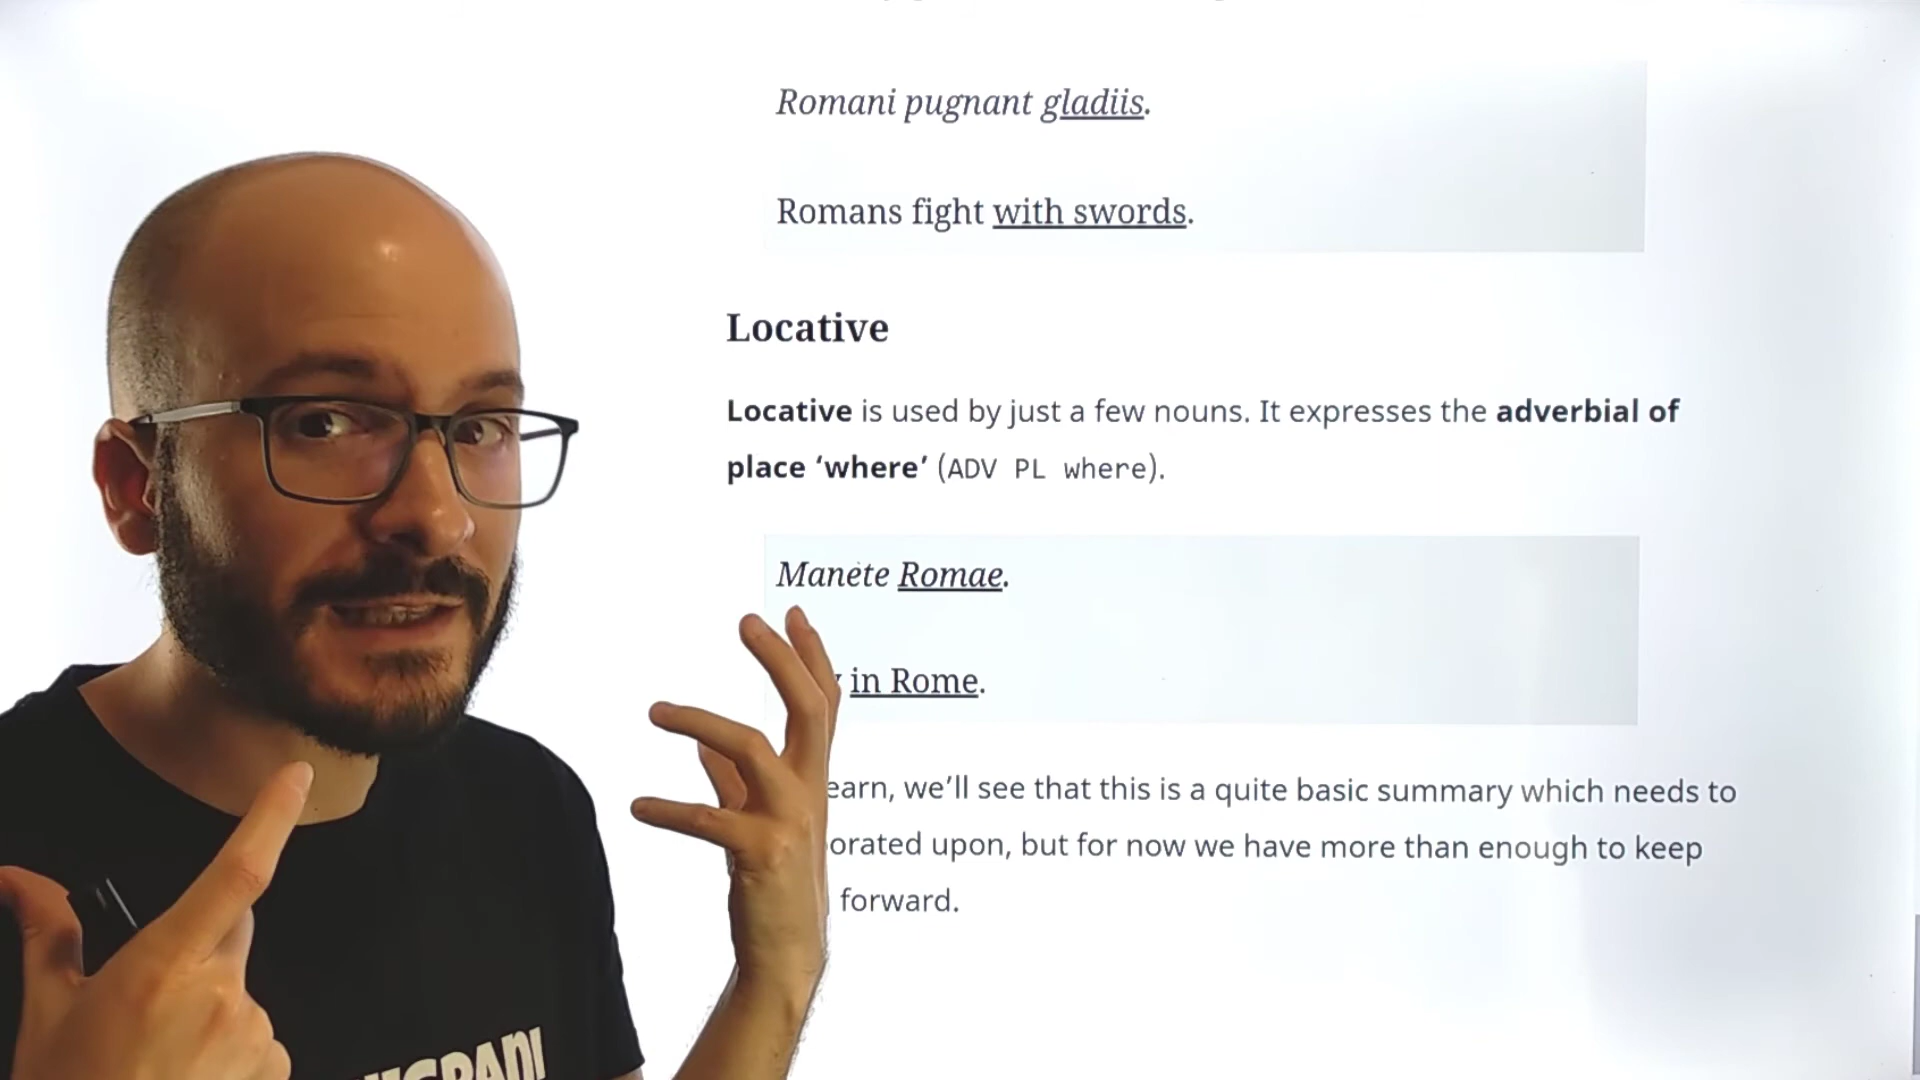 Romani pugnant gladiis.
Romans fight with swords.
Locative
Locative is used by just a few nouns. It expresses the adverbial of
place ‘where’ (ADV PL where).
Manete Romae.
in Rome.
earn, we’ll see that this is a quite basic summary which needs to
orated upon, but for now we have more than enough to keep
forward.